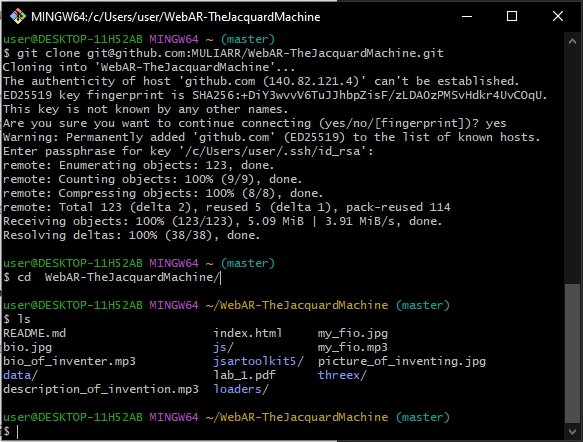 MINGW64:/c/Users/user/WebAR-TheJacquardMachine
user@DESKTOP-11H52AB MINGW64 ~ (master)
$ git clone git@github.com:MULIARR/WebAR-TheJacquardMachine.git
Cloning into 'WebAR-TheJacquardMachine'...
The authenticity of host 'github.com (140.82.121.4)' can't be established.
ED25519 key fingerprint is SHA256:+DiY3wvvV6TuJJhbpZisF/zLDA0zPMSvHdkr4UvCOqU.
This key is not known by any other names.
Are you sure you want to continue connecting (yes/no/[fingerprint])? yes
Warning: Permanently added 'github.com' (ED25519) to the list of known hosts.
Enter passphrase for key '/c/Users/user/.ssh/id_rsa':
remote: Enumerating objects: 123, done.
remote: Counting objects: 100% (9/9), done.
remote: Compressing objects: 100% (8/8), done.
remote: Total 123 (delta 2), reused 5 (delta 1), pack-reused 114
Receiving objects: 100% (123/123), 5.09 MiB | 3.91 MiB/s, done.
Resolving deltas: 100% (38/38), done.
user@DESKTOP-11H52AB MINGW64 ~ (master)
$ cd  WebAR-TheJacquardMachine/
user@DESKTOP-11H52AB MINGW64 ~/WebAR-TheJacquardMachine (master)
$ ls
README.md index.html my_fio.jpg
bio.jpg js/ my_fio.mp3
bio_of_inventer.mp3 jsartoolkit5/ picture_of_inventing.jpg
data/ lab_1.pdf threex/
description_of_invention.mp3 loaders/
user@DESKTOP-11H52AB MINGW64 ~/WebAR-TheJacquardMachine (master)
$